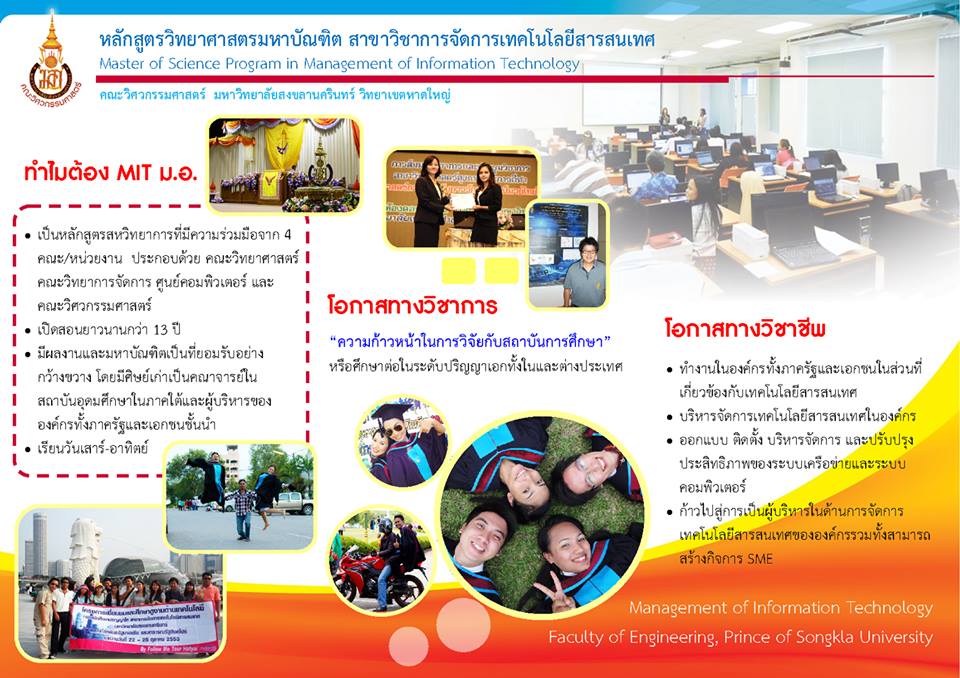 หลักสูตรวิทยาศาสตรมหาบัณฑิต สาขาวิชาการจัดการเทคโนโลยีสารสนเทศ
Master of Science Program in Management of Information Technology
คณะวิศวกรรมศาสตร์ มหาวิทยาลัยสงขลานครินทร์ วิทยาเขตหาดใหญ่
คณะวิศวกรรมศาสตร์
ทำไมต้อง MIT ม.อ.
• เป็นหลักสูตรสหวิทยาการที่มีความร่วมมือจาก 4
คณะ/หน่วยงาน ประกอบด้วย คณะวิทยาศาสตร์
คณะวิทยาการจัดการ ศูนย์คอมพิวเตอร์ และ
คณะวิศวกรรมศาสตร์
• เปิดสอนยาวนานกว่า 13 ปี
• มีผลงานและมหาบัณฑิตเป็นที่ยอมรับอย่าง
กว้างขวาง โดยมีศิษย์เก่าเป็นคณาจารย์ใน
สถาบันอุดมศึกษาในภาคใต้และผู้บริหารของ
องค์กรทั้งภาครัฐและเอกชนชั้นนำ
• เรียนวันเสาร์-อาทิตย์
โอกาสทางวิชาการ
"ความก้าวหน้าในการวิจัยกับสถาบันการศึกษา"
หรือศึกษาต่อในระดับปริญญาเอกทั้งในและต่างประเทศ
โอกาสทางวิชาชีพ
• ทำงานในองค์กรทั้งภาครัฐและเอกชนในส่วนที่
เกี่ยวข้องกับเทคโนโลยีสารสนเทศ
• บริหารจัดการเทคโนโลยีสารสนเทศในองค์กร
• ออกแบบ ติดตั้ง บริหารจัดการ และปรับปรุง
ประสิทธิภาพของระบบเครือข่ายและระบบ
คอมพิวเตอร์
• ก้าวไปสู่การเป็นผู้บริหารในด้านการจัดการ
เทคโนโลยีสารสนเทศขององค์กรรวมทั้งสามารถ
สร้างกิจการ SME
By Follow Me Tour Hatyai
Management of Information Technology
Faculty of Engineering, Prince of Songkla University